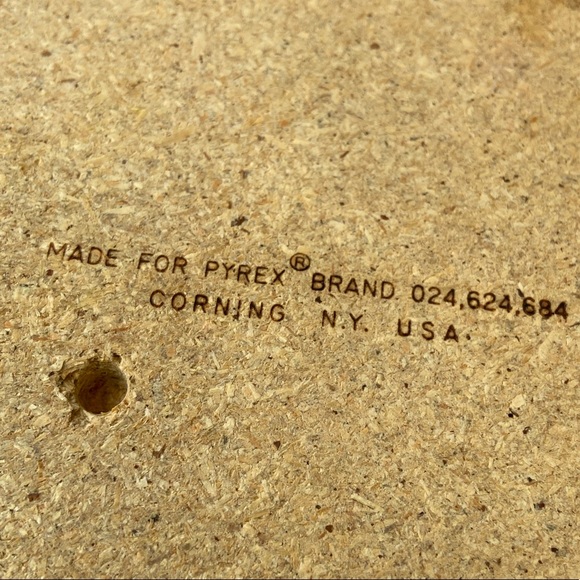 MADE FOR PYREX® BRAND 024,624,684
CORNING N.Y. USA.